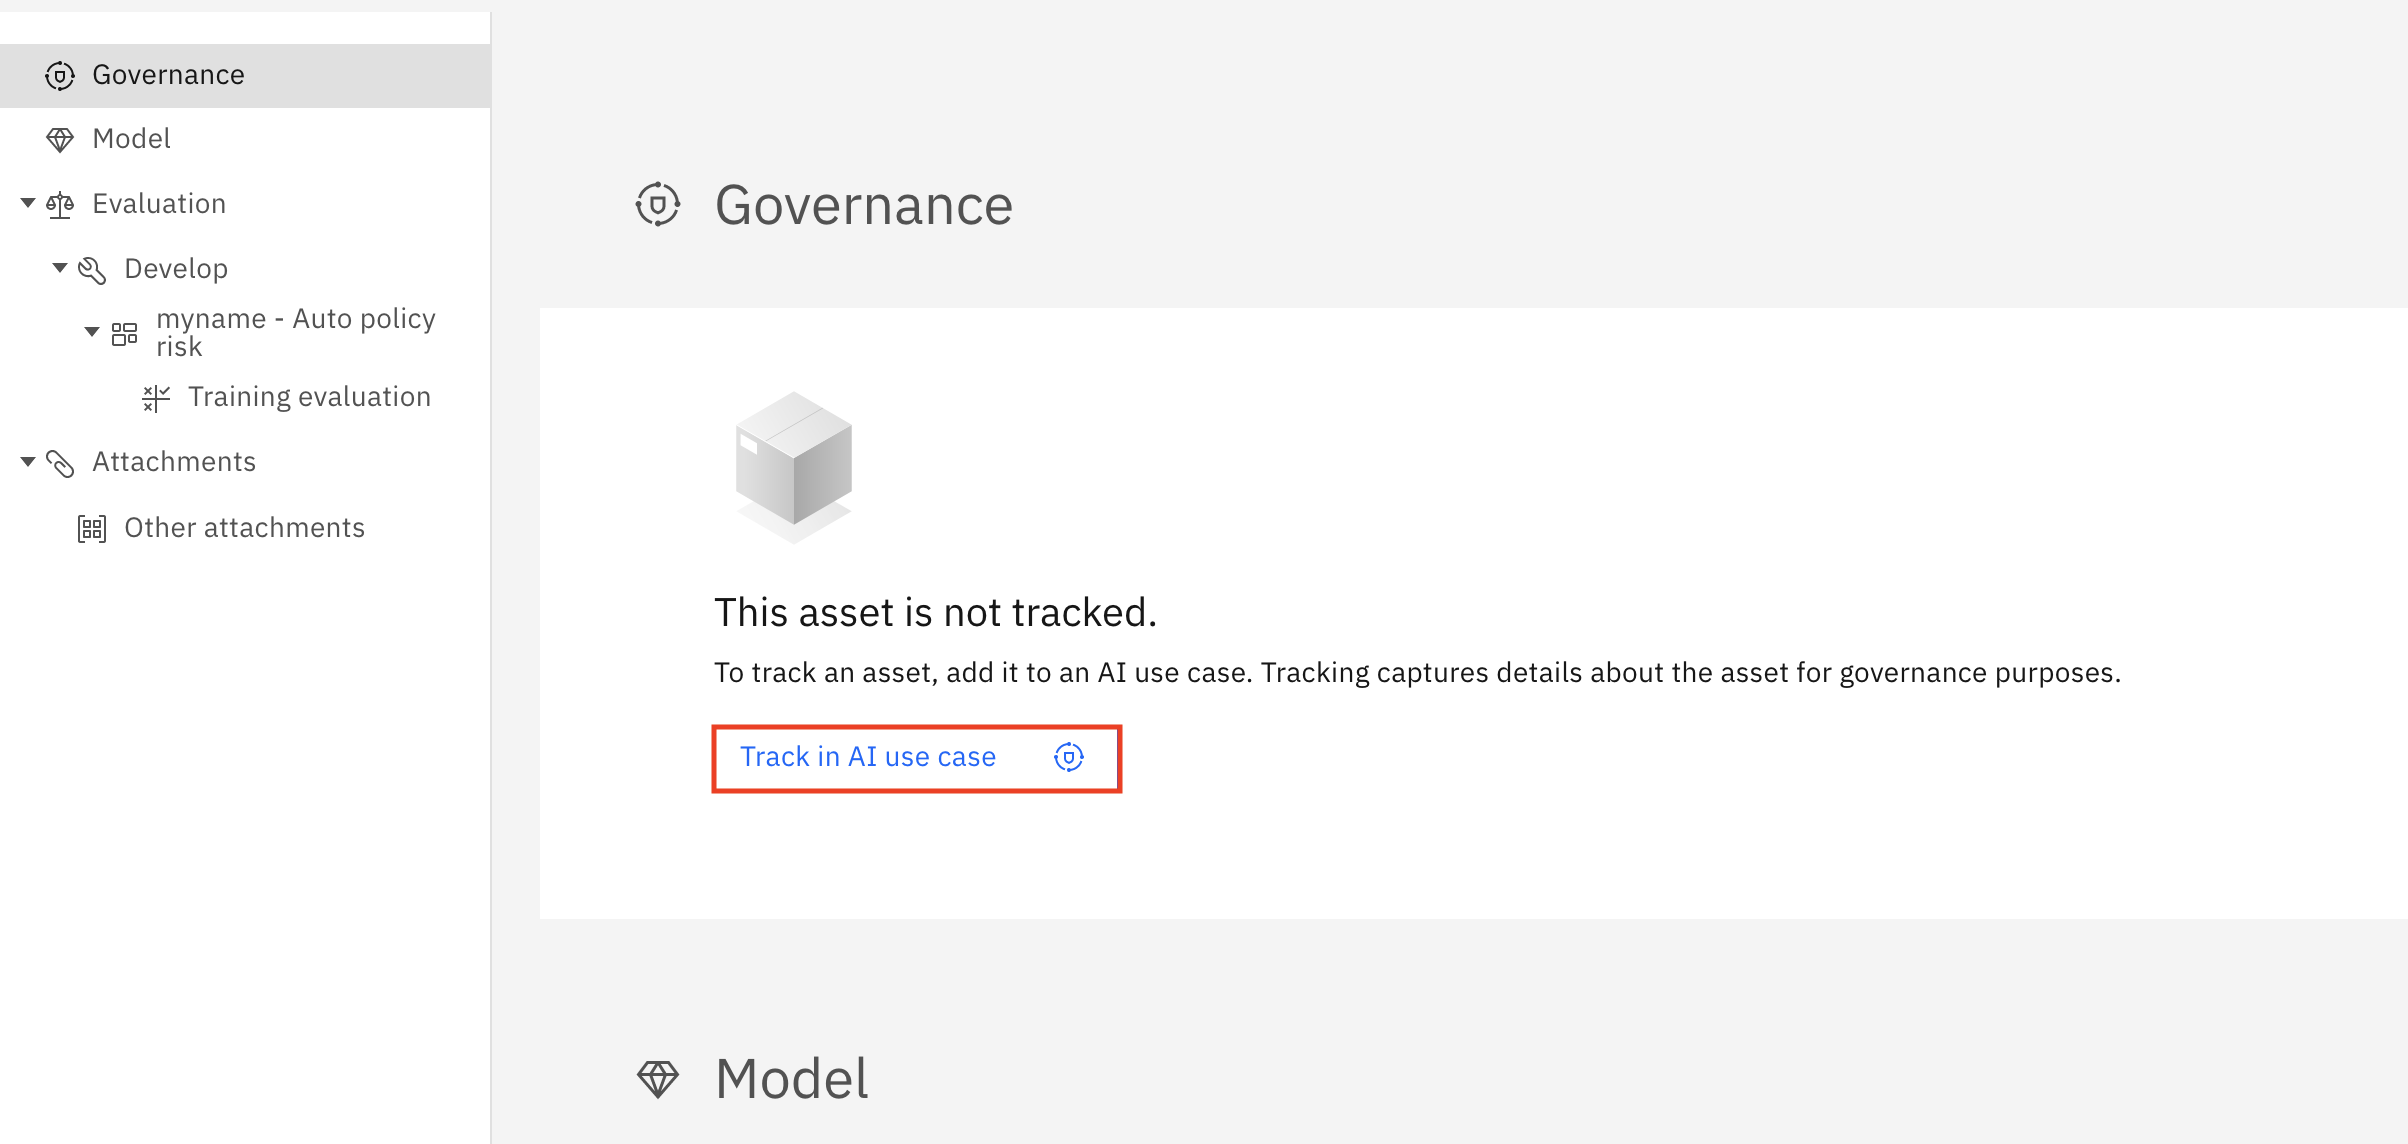 Governance
Model
Evaluation
Develop
myname - Auto policy
risk
Training evaluation
Attachments
Other attachments
Governance
This asset is not tracked.
To track an asset, add it to an AI use case. Tracking captures details about the asset for governance purposes.
Track in AI use case
Model